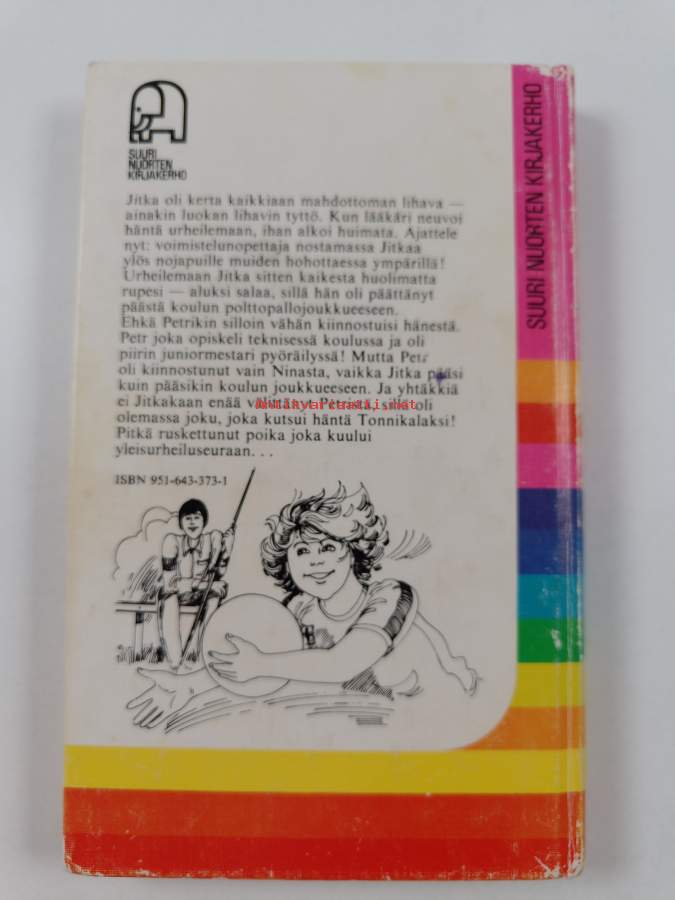 SUURI
NUORTEN
KIRJAKERHO
Jitka oli kerta kaikkiaan mahdottoman lihava —
ainakin luokan lihavin tyttö. Kun lääkäri neuvoi
häntä urheilemaan, ihan alkoi huimata. Ajattele
nyt: voimistelunopettaja nostamassa Jitkaa
ylös nojapuille muiden hohottaessa ympärillä!
Urheilemaan Jitka sitten kaikesta huolimatta
rupesi — aluksi salaa, sillä hän oli päättänyt
päästä koulun polttopallojoukkueeseen.
Ehkä Petrikin silloin vähän kiinnostuisi hänestä.
Petr joka opiskeli teknisessä koulussa ja oli
piirin juniormestari pyöräilyssä! Mutta Petr
oli kiinnostunut vain Ninasta, vaikka Jitka pääsi
kuin pääsikin koulun joukkueeseen. Ja yhtäkkiä
ei Jitkakaan enää välittänyt Petristä, sillä oli
olemassa joku, joka kutsui häntä Tonnikalaksi!
Pitkä ruskettunut poika joka kuului
yleisurheiluseuraan. . .
ISBN 951-643-373-1
SUURI NUORTEN KIRJAKERHO